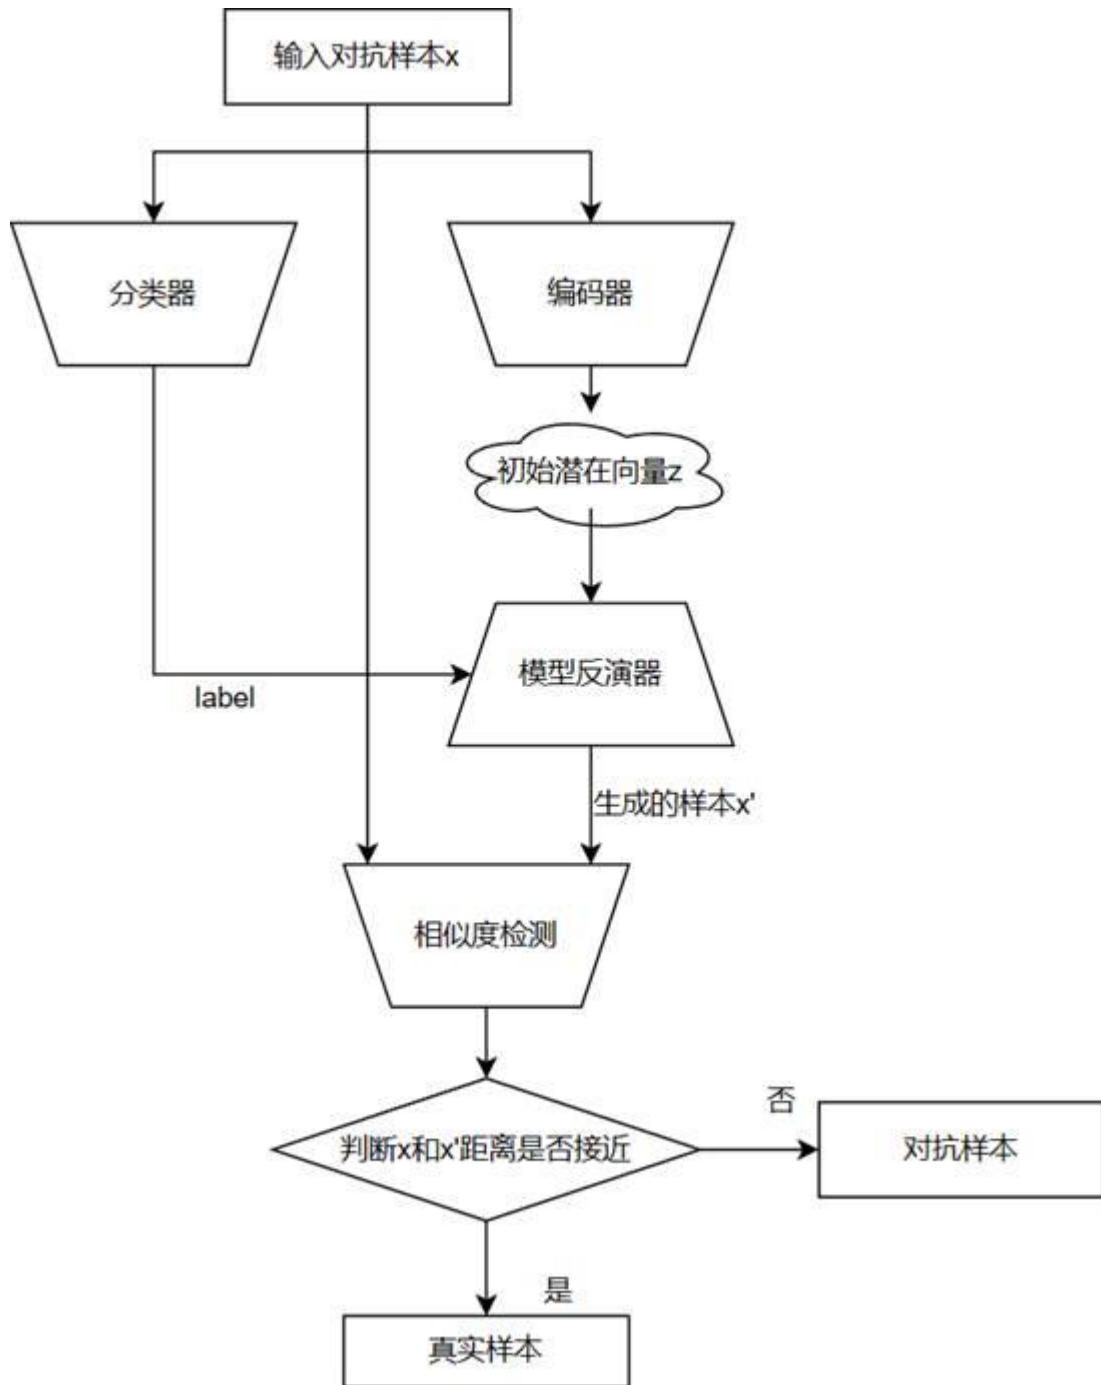 输入对抗样本x
分类器
编码器
初始潜在向量z
模型反演器
label
生成的样本x'
相似度检测
判断x和x'距离是否接近
否
对抗样本
是
真实样本